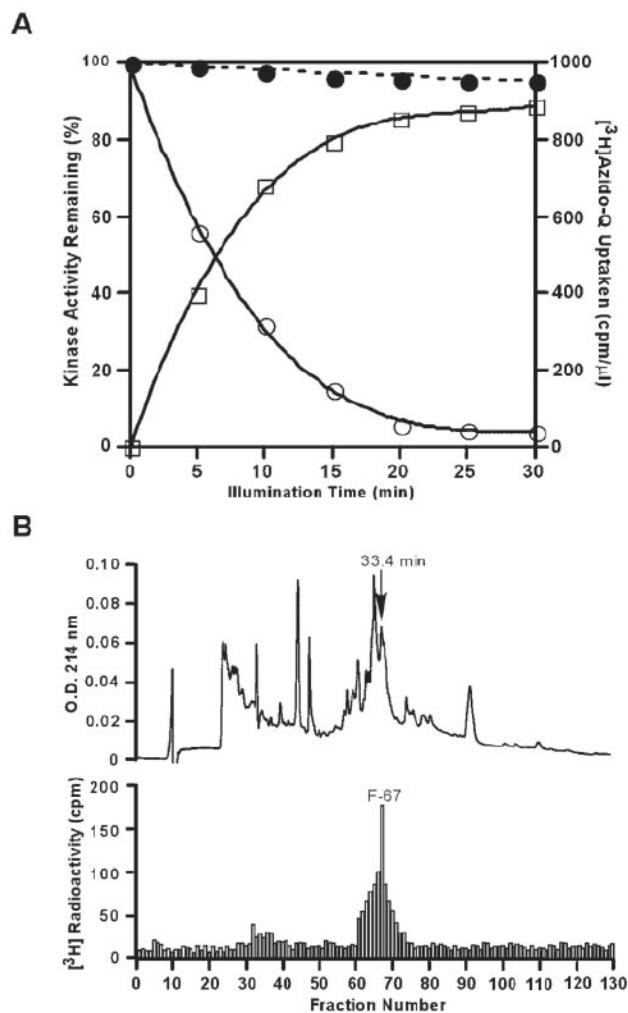 A
Kinase Activity Remaining (%)
100
80
60
40
20
0
[³H]Azido-Q Uptaken (cpm/µl)
1000
800
600
400
200
0
0 5 10 15 20 25 30
Illumination Time (min)
B
33.4 min
O.D. 214 nm
0.10
0.08
0.06
0.04
0.02
0
F-67
[³H] Radioactivity (cpm)
200
150
100
50
0
0 10 20 30 40 50 60 70 80 90 100 110 120 130
Fraction Number